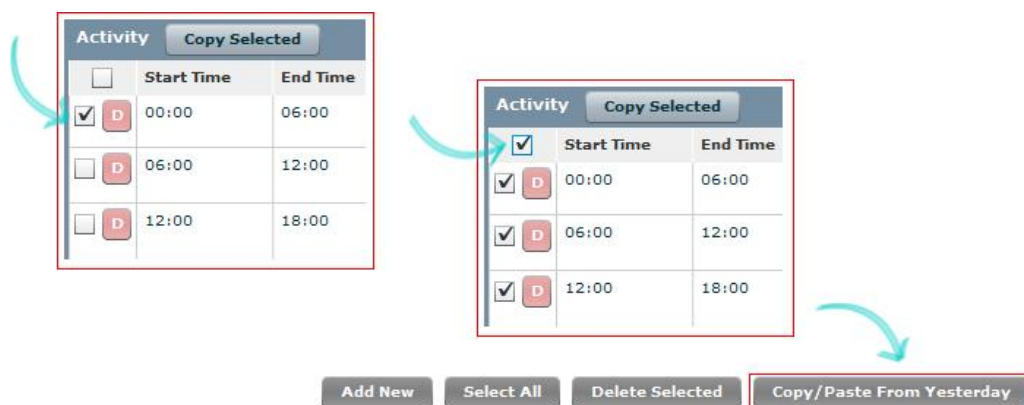 Activity Copy Selected
Start Time End Time
D 00:00 06:00
D 06:00 12:00
D 12:00 18:00
Activity Copy Selected
Start Time End Time
D 00:00 06:00
D 06:00 12:00
D 12:00 18:00
Add New Select All Delete Selected Copy/Paste From Yesterday